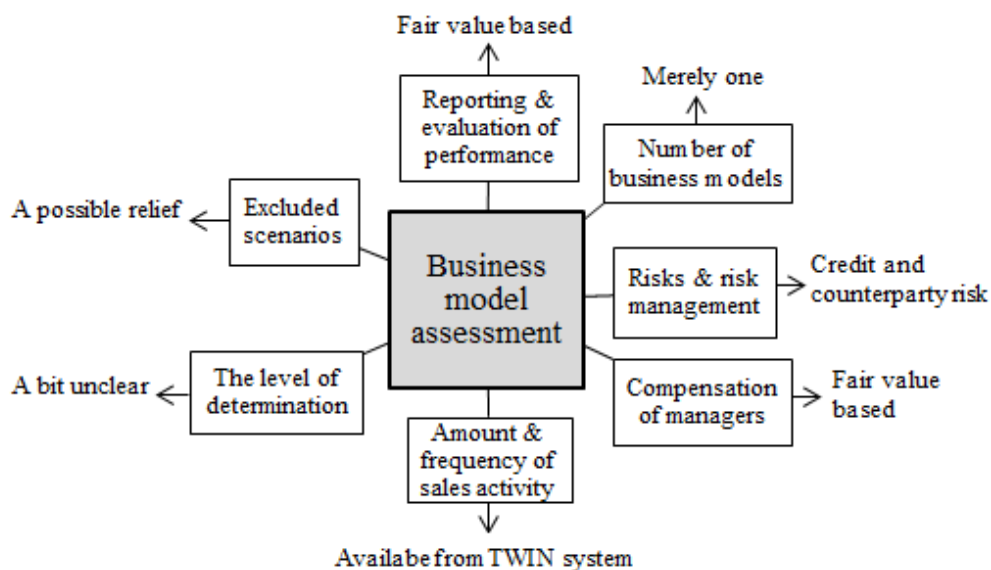 Fair value based
Reporting &
evaluation of
performance
Merely one
Number of
business models
A possible relief
Excluded
scenarios
Business
model
assessment
Risks & risk
management
Credit and
counterparty risk
A bit unclear
The level of
determination
Compensation
of managers
Fair value
based
Amount &
frequency of
sales activity
Availabe from TWIN system